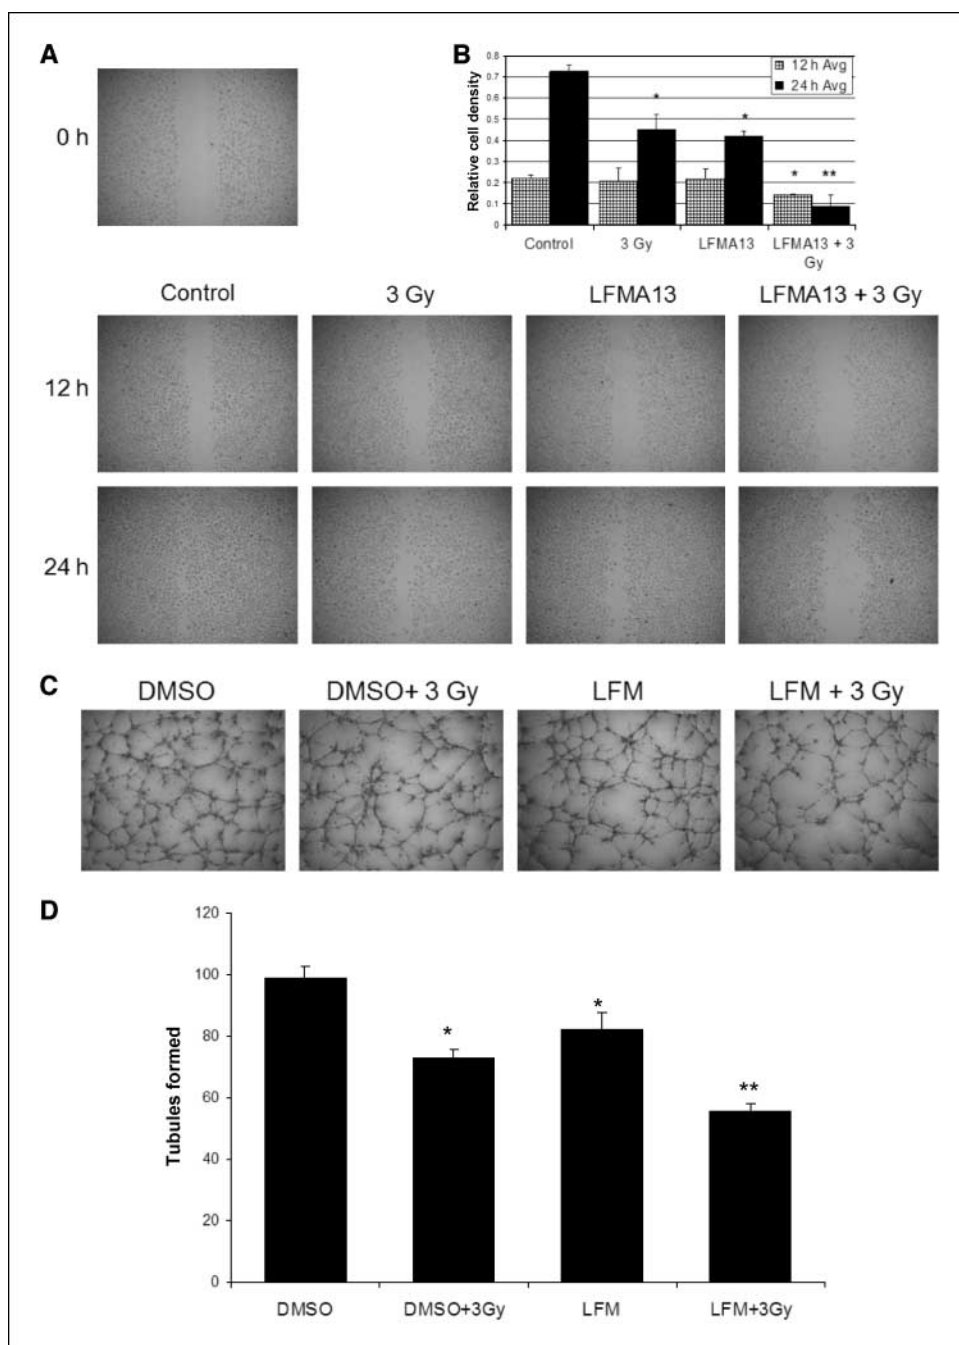 A
0 h
B
Relative cell density
0.8
0.7
0.6
0.5
0.4
0.3
0.2
0.1
0
12 h Avg
24 h Avg
*
*
* **
Control 3 Gy LFMA13 LFMA13 + 3
Gy
Control 3 Gy LFMA13 LFMA13 + 3 Gy
12 h
24 h
C
DMSO DMSO+ 3 Gy LFM LFM + 3 Gy
D
Tubules formed
120
100
80
60
40
20
0
*
*
**
DMSO DMSO+3Gy LFM LFM+3Gy